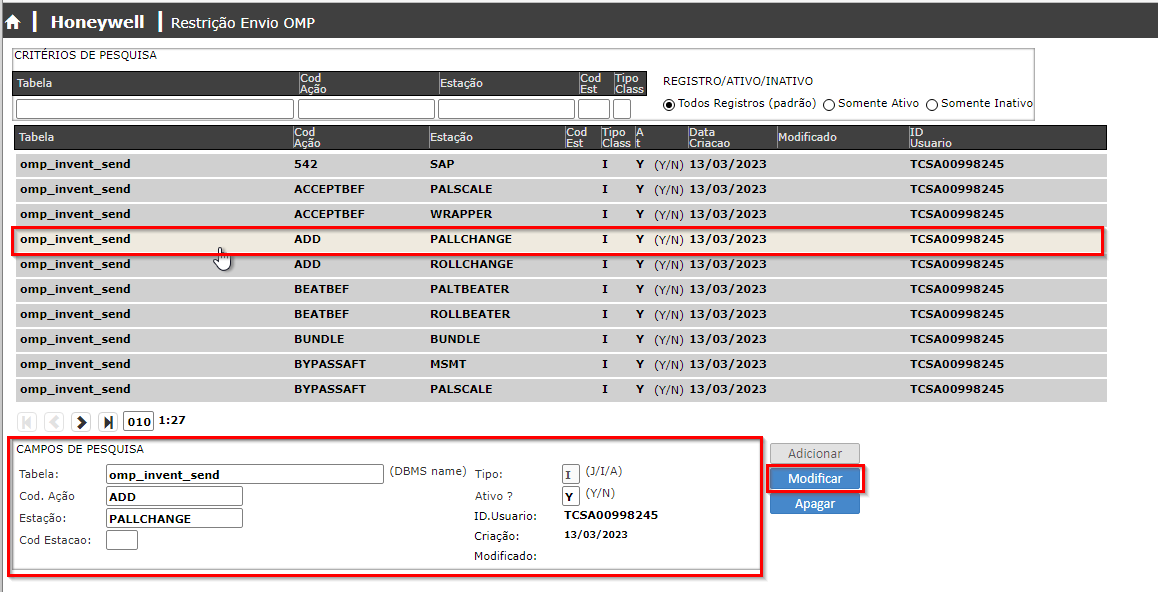 Honeywell Restrição Envio OMP
CRITÉRIOS DE PESQUISA
Tabela Cod Ação Estação Cod Est Tipo Class
REGISTRO/ATIVO/INATIVO
Todos Registros (padrão) Somente Ativo Somente Inativo
Tabela Cod Ação Estação Cod Est Tipo Class A t Data Criacao Modificado ID Usuario
omp_invent_send 542 SAP I Y (Y/N) 13/03/2023 TCSA00998245
omp_invent_send ACCEPTBEF PALSCALE I Y (Y/N) 13/03/2023 TCSA00998245
omp_invent_send ACCEPTBEF WRAPPER I Y (Y/N) 13/03/2023 TCSA00998245
omp_invent_send ADD PALLCHANGE I Y (Y/N) 13/03/2023 TCSA00998245
omp_invent_send ADD ROLLCHANGE I Y (Y/N) 13/03/2023 TCSA00998245
omp_invent_send BEATBEF PALTBEATER I Y (Y/N) 13/03/2023 TCSA00998245
omp_invent_send BEATBEF ROLLBEATER I Y (Y/N) 13/03/2023 TCSA00998245
omp_invent_send BUNDLE BUNDLE I Y (Y/N) 13/03/2023 TCSA00998245
omp_invent_send BYPASSAFT MSMT I Y (Y/N) 13/03/2023 TCSA00998245
omp_invent_send BYPASSAFT PALSCALE I Y (Y/N) 13/03/2023 TCSA00998245
010 1:27
CAMPOS DE PESQUISA
Tabela: omp_invent_send (DBMS name) Tipo: I (J/I/A)
Cod. Ação ADD Ativo ? Y (Y/N)
Estação: PALLCHANGE ID.Usuario: TCSA00998245
Cod Estacao: Criação: 13/03/2023
Modificado:
Adicionar
Modificar
Apagar